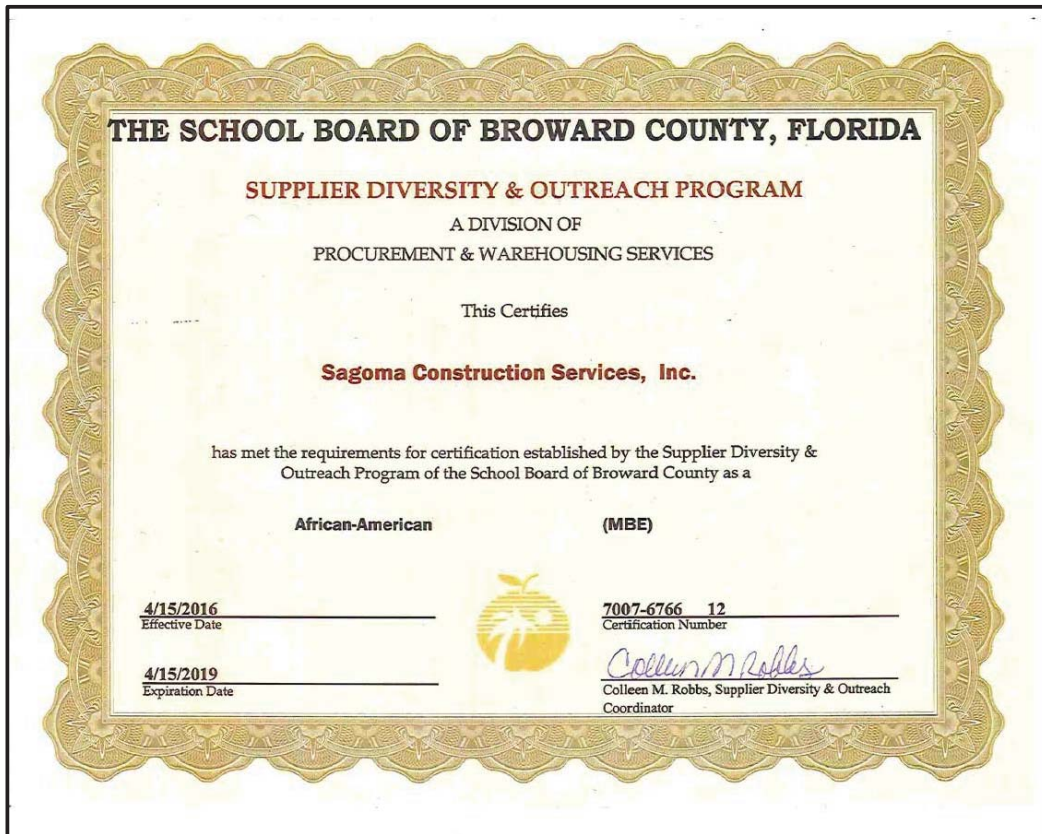 THE SCHOOL BOARD OF BROWARD COUNTY, FLORIDA
SUPPLIER DIVERSITY & OUTREACH PROGRAM
A DIVISION OF
PROCUREMENT & WAREHOUSING SERVICES
This Certifies
Sagoma Construction Services, Inc.
has met the requirements for certification established by the Supplier Diversity &
Outreach Program of the School Board of Broward County as a
African-American (MBE)
4/15/2016
Effective Date
7007-6766 12
Certification Number
4/15/2019
Expiration Date
Colleen M Robbs
Colleen M. Robbs, Supplier Diversity & Outreach
Coordinator